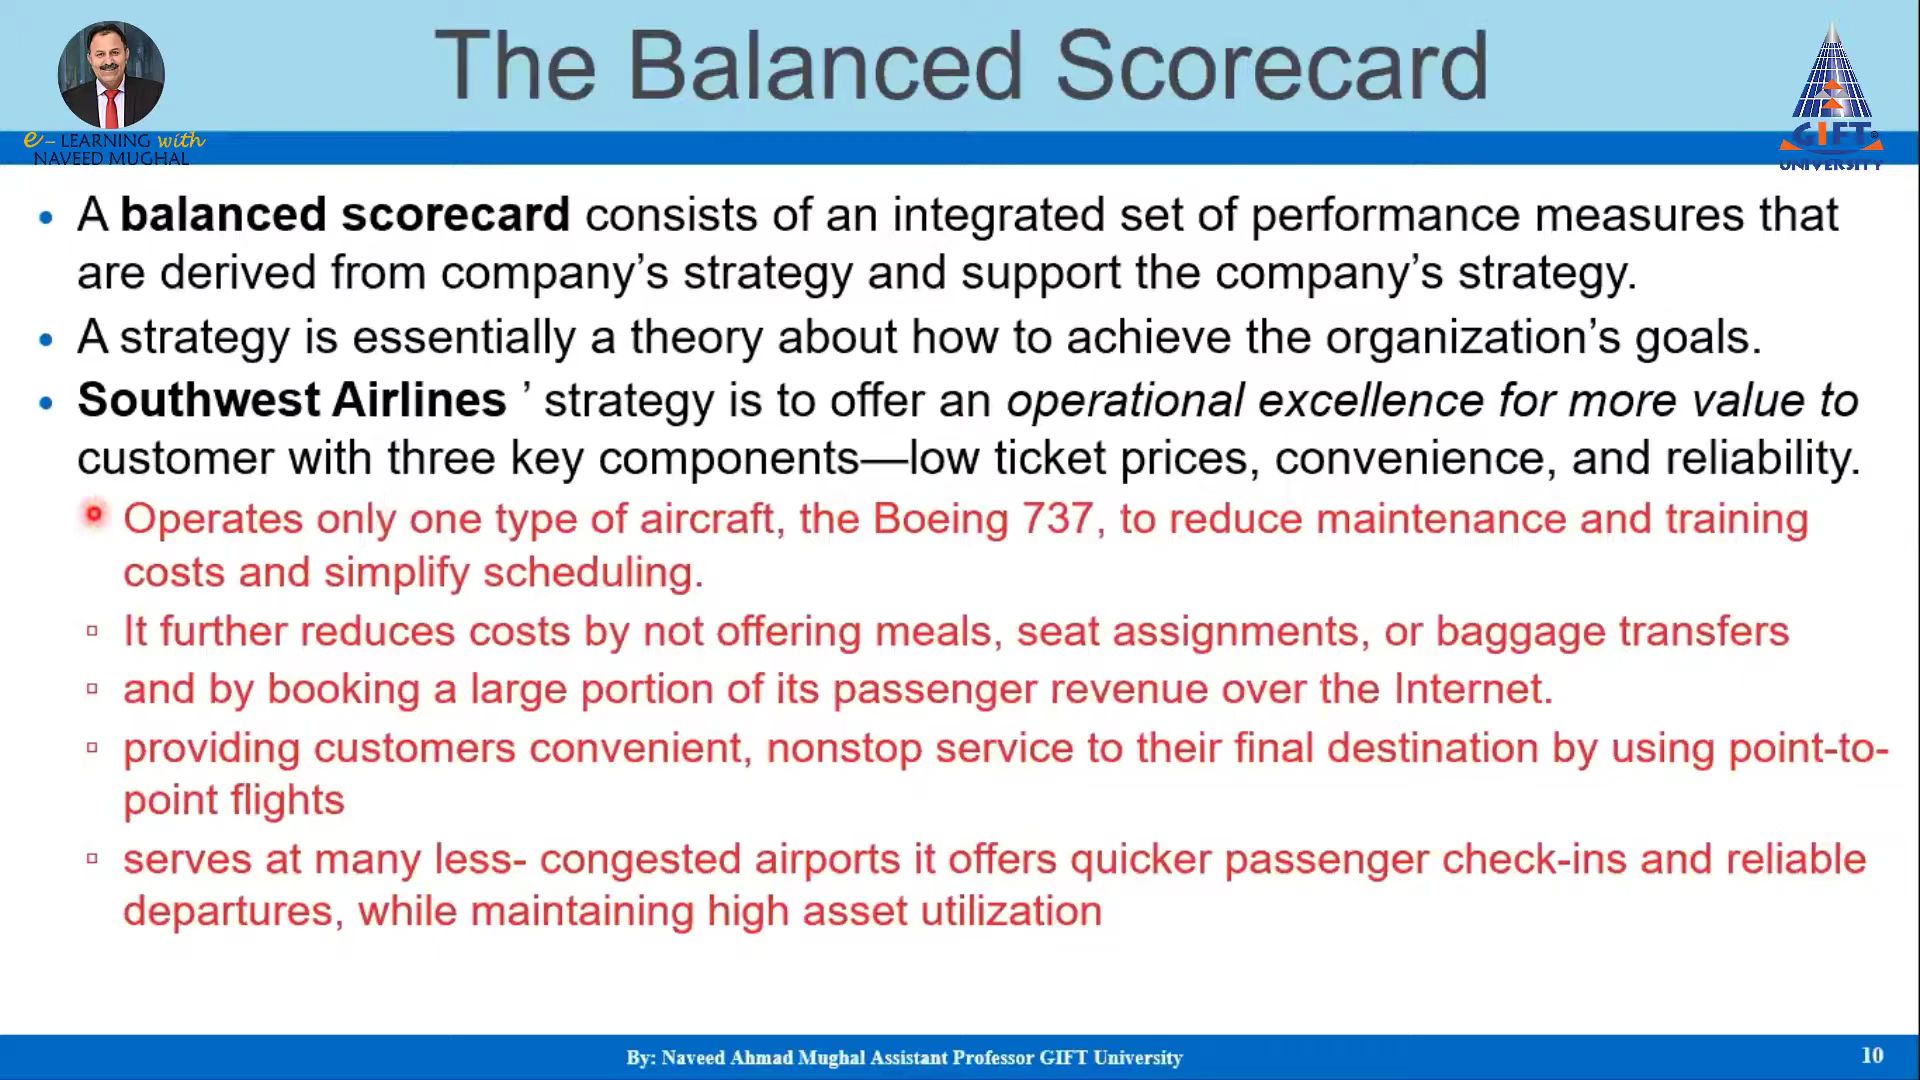 The Balanced Scorecard
e - LEARNING with
NAVEED MUGHAL
GIFT
UNIVERSITY
• A balanced scorecard consists of an integrated set of performance measures that
are derived from company’s strategy and support the company’s strategy.
• A strategy is essentially a theory about how to achieve the organization’s goals.
• Southwest Airlines ’ strategy is to offer an operational excellence for more value to
customer with three key components—low ticket prices, convenience, and reliability.
Operates only one type of aircraft, the Boeing 737, to reduce maintenance and training
costs and simplify scheduling.
▫ It further reduces costs by not offering meals, seat assignments, or baggage transfers
▫ and by booking a large portion of its passenger revenue over the Internet.
▫ providing customers convenient, nonstop service to their final destination by using point-to-
point flights
▫ serves at many less- congested airports it offers quicker passenger check-ins and reliable
departures, while maintaining high asset utilization
By: Naveed Ahmad Mughal Assistant Professor GIFT University
10